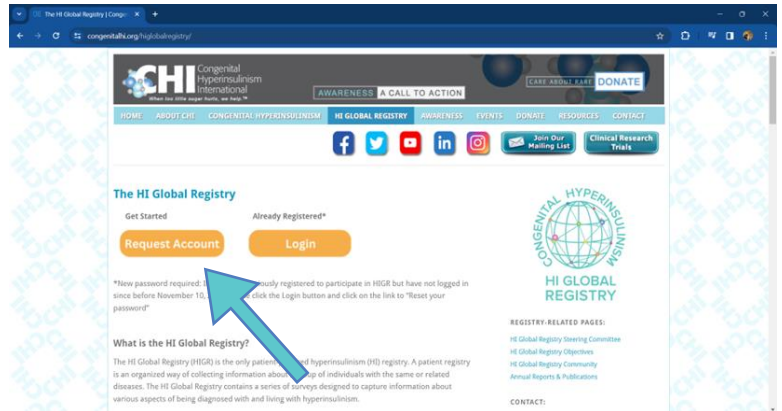 The HI Global Registry | Conge
congenitalhi.org/higlobalregistry/
CHI
Congenital
Hyperinsulinism
International
When too little sugar hurts, we help.™
AWARENESS A CALL TO ACTION
CARE ABOUT RARE DONATE
HOME ABOUT CHI CONGENITAL HYPERINSULINISM HI GLOBAL REGISTRY AWARENESS EVENTS DONATE RESOURCES CONTACT
Join Our
Mailing List
Clinical Research
Trials
The HI Global Registry
Get Started Already Registered*
Request Account Login
*New password required: ously registered to participate in HIGR but have not logged in
since before November 10, e click the Login button and click on the link to "Reset your
password"
What is the HI Global Registry?
The HI Global Registry (HIGR) is the only patient ed hyperinsulinism (HI) registry. A patient registry
is an organized way of collecting information about up of individuals with the same or related
diseases. The HI Global Registry contains a series of surveys designed to capture information about
various aspects of being diagnosed with and living with hyperinsulinism.
CONGENITAL HYPERINSULINISM
HI GLOBAL
REGISTRY
REGISTRY-RELATED PAGES:
HI Global Registry Steering Committee
HI Global Registry Objectives
HI Global Registry Community
Annual Reports & Publications
CONTACT: